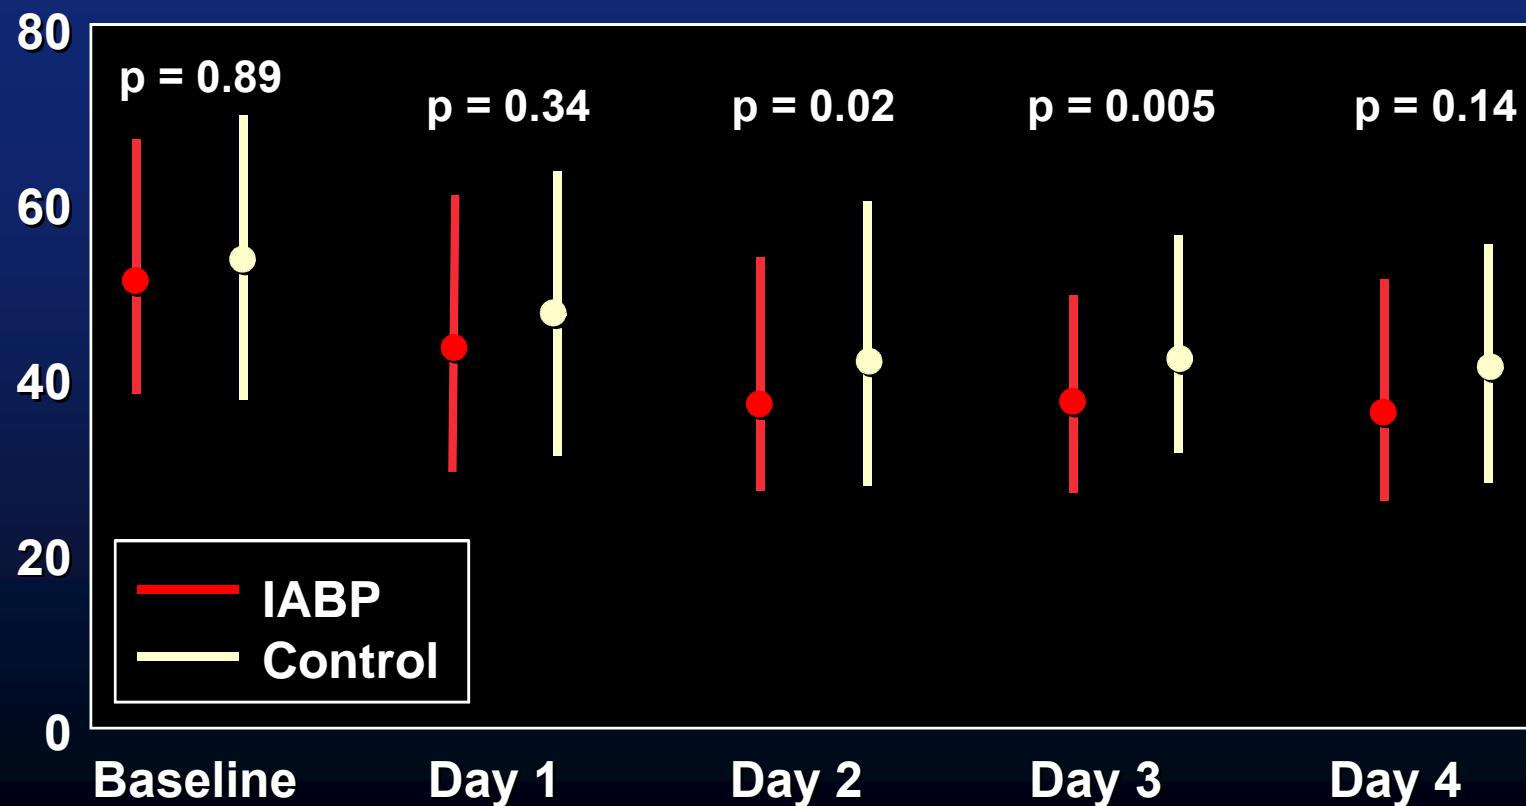 80
p = 0.89
p = 0.34
p = 0.02
p = 0.005
p = 0.14
60
40
20
IABP
Control
0
Baseline
Day 1
Day 2
Day 3
Day 4